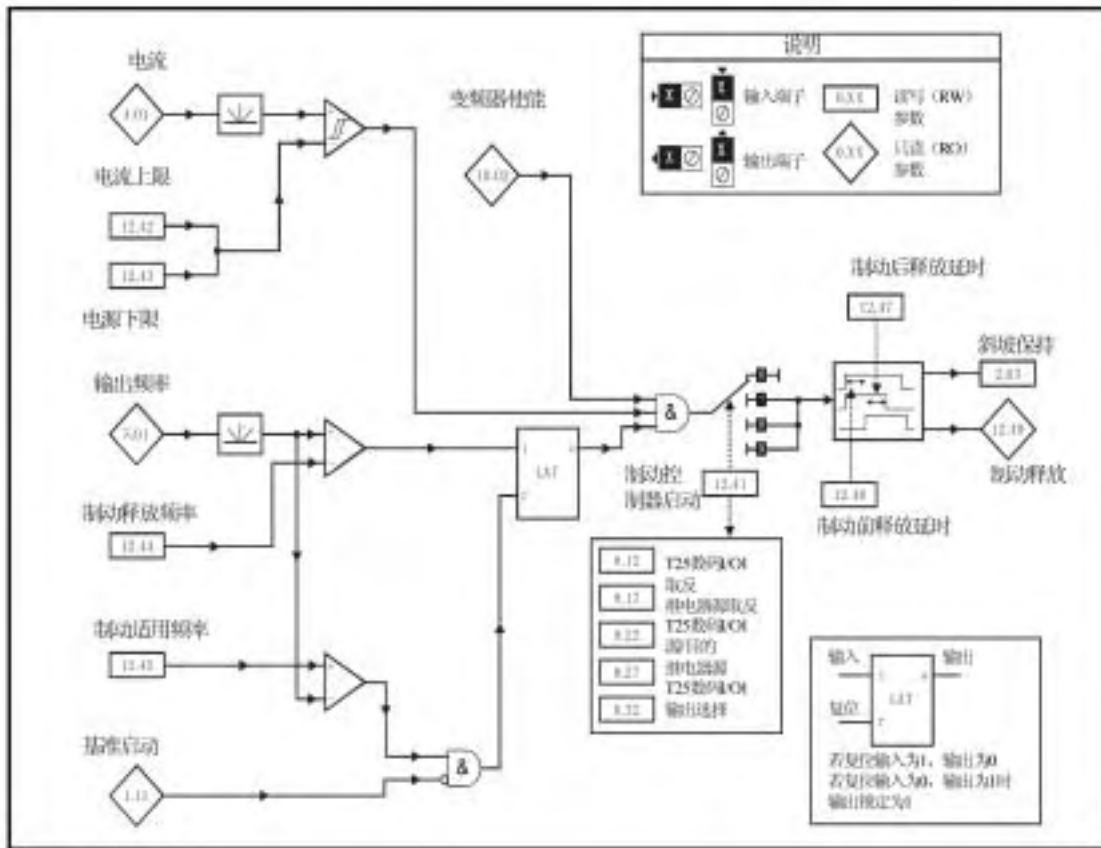 电流
4.01
电流上限
12.42
12.43
电源下限
输出频率
5.01
制动释放频率
12.44
制动适用频率
12.45
基准启动
1.11
变频器使能
10.02
&
&
LAT
制动控
制器启动
12.41
制动后释放延时
12.47
12.46
制动前释放延时
斜坡保持
2.03
12.40
制动释放
说明
输入端子
输出端子
0.XX
读写(RW)
参数
0.XX
只读(RO)
参数
8.12
T25数码I/O1
取反
8.17
继电器源取反
8.22
T25数码I/O1
源/目的
8.27
继电器源
T25数码I/O1
8.32
输出选择
输入
输出
LAT
复位
若复位输入为1,输出为0
若复位输入为0,输出为1时
输出锁定为1